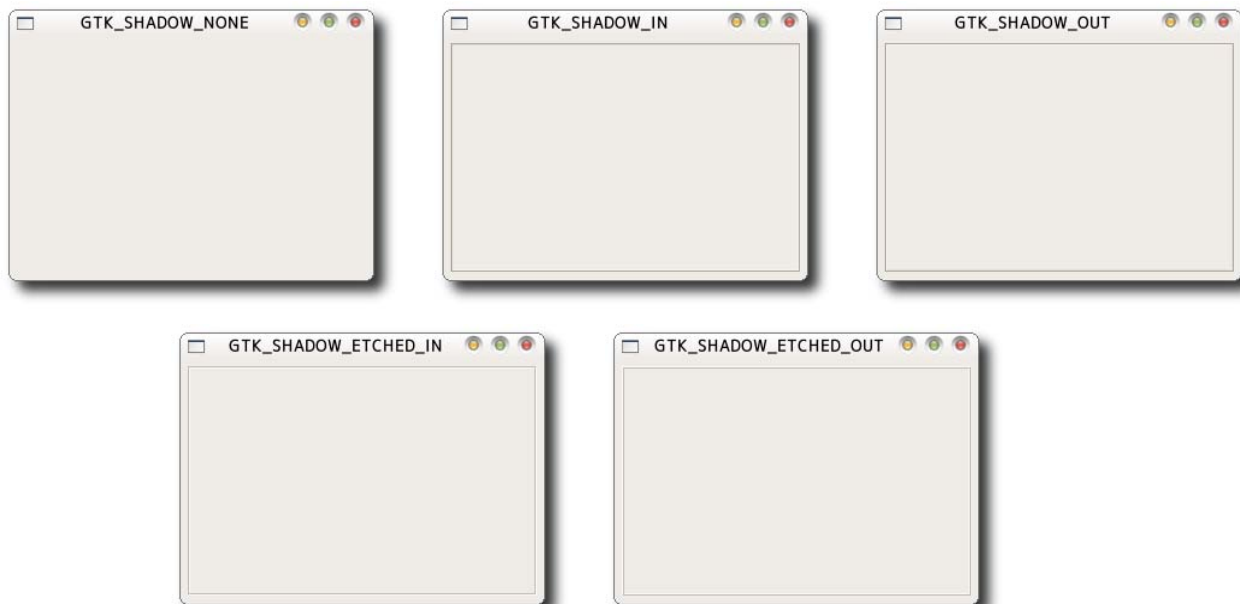 GTK_SHADOW_NONE
GTK_SHADOW_IN
GTK_SHADOW_OUT
GTK_SHADOW_ETCHED_IN
GTK_SHADOW_ETCHED_OUT